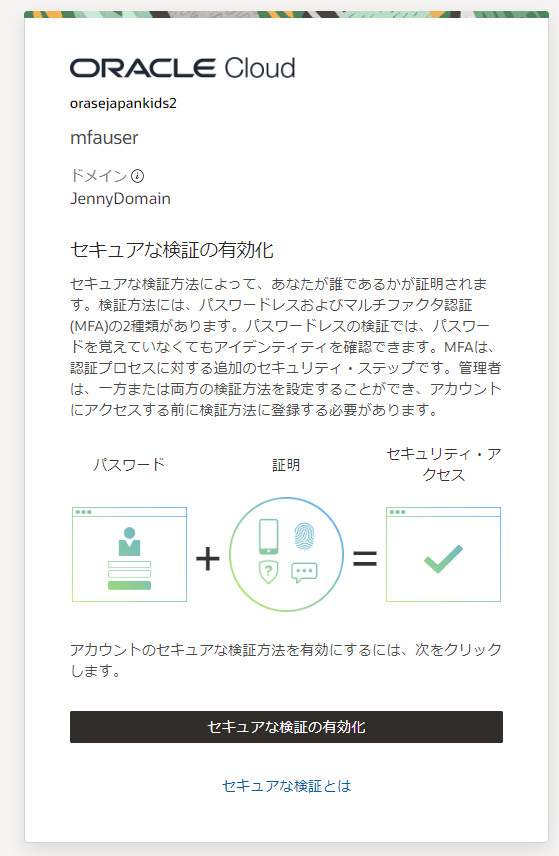 ORACLE Cloud
orasejapankids2
mfauser
ドメイン
JennyDomain
セキュアな検証の有効化
セキュアな検証方法によって、あなたが誰であるかが証明されま
す。検証方法には、パスワードレスおよびマルチファクタ認証
(MFA)の2種類があります。パスワードレスの検証では、パスワー
ドを覚えていなくてもアイデンティティを確認できます。MFAは、
認証プロセスに対する追加のセキュリティ・ステップです。管理者
は、一方または両方の検証方法を設定することができ、アカウント
にアクセスする前に検証方法に登録する必要があります。
パスワード
証明
セキュリティ・ア
クセス
+
=
アカウントのセキュアな検証方法を有効にするには、次をクリック
します。
セキュアな検証の有効化
セキュアな検証とは